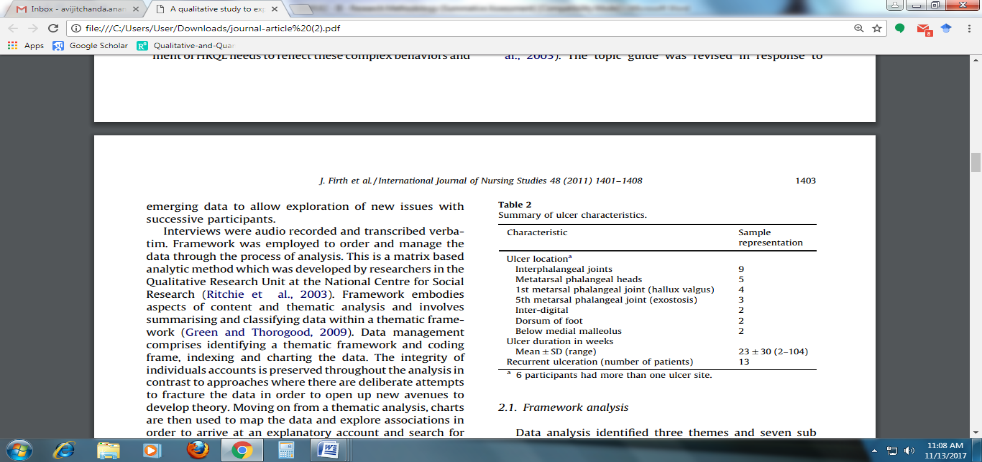 Inbox - avijitchanda.anan
A qualitative study to exp
file:///C:/Users/User/Downloads/journal-article%20(2).pdf
Apps Google Scholar Qualitative-and-Qua
ment of HRQL needs to reflect these complex behaviors and
al., 2003). The topic guide was revised in response to
J. Firth et al. / International Journal of Nursing Studies 48 (2011) 1401–1408 1403
emerging data to allow exploration of new issues with
successive participants.
Interviews were audio recorded and transcribed verba-
tim. Framework was employed to order and manage the
data through the process of analysis. This is a matrix based
analytic method which was developed by researchers in the
Qualitative Research Unit at the National Centre for Social
Research (Ritchie et al., 2003). Framework embodies
aspects of content and thematic analysis and involves
summarising and classifying data within a thematic frame-
work (Green and Thorogood, 2009). Data management
comprises identifying a thematic framework and coding
frame, indexing and charting the data. The integrity of
individuals accounts is preserved throughout the analysis in
contrast to approaches where there are deliberate attempts
to fracture the data in order to open up new avenues to
develop theory. Moving on from a thematic analysis, charts
are then used to map the data and explore associations in
order to arrive at an explanatory account and search for
Table 2
Summary of ulcer characteristics.
Characteristic Sample
representation
Ulcer location a
Interphalangeal joints 9
Metatarsal phalangeal heads 5
1st metarsal phalangeal joint (hallux valgus) 4
5th metarsal phalangeal joint (exostosis) 3
Inter-digital 2
Dorsum of foot 2
Below medial malleolus 2
Ulcer duration in weeks
Mean ± SD (range) 23 ± 30 (2–104)
Recurrent ulceration (number of patients) 13
a 6 participants had more than one ulcer site.
2.1. Framework analysis
Data analysis identified three themes and seven sub
11:08 AM
11/13/2017